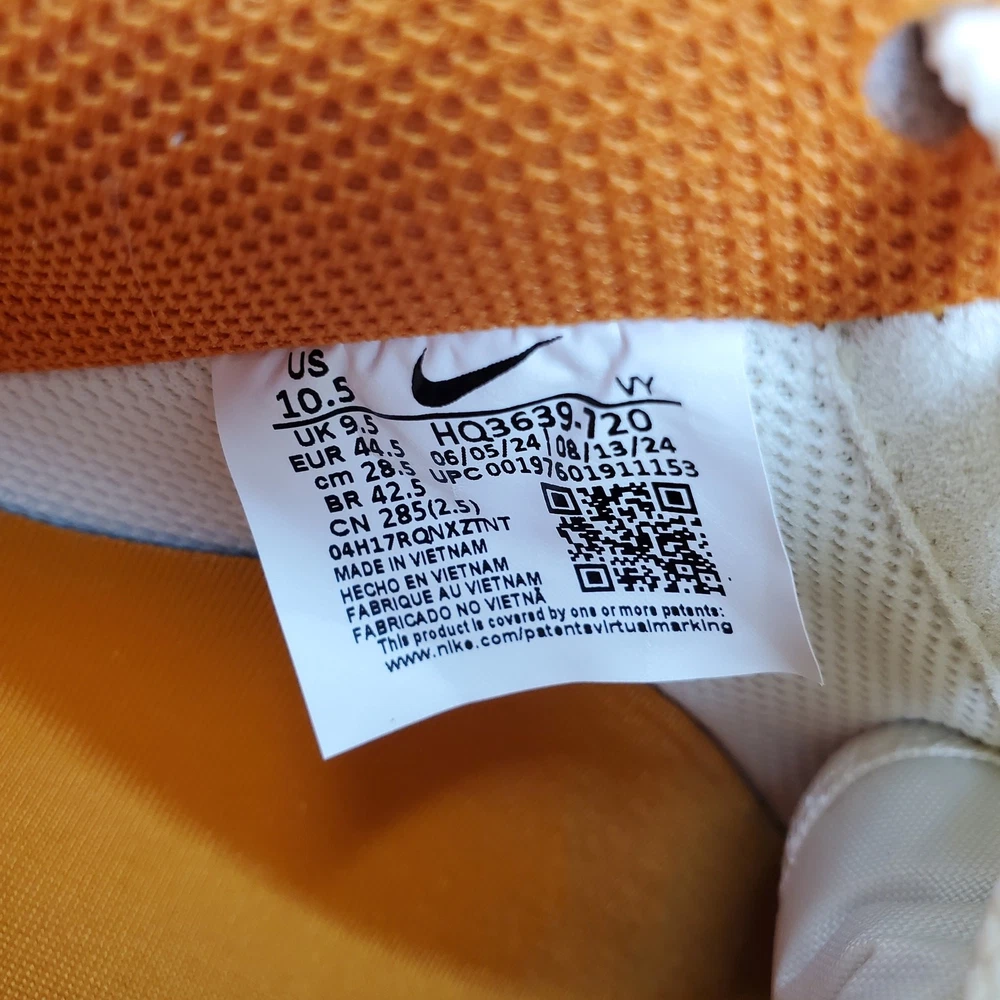 US
10.5
VY
UK 9.5
HQ3639-720
EUR 44.5
06/05/24 | 08/13/24
cm 28.5
UPC 00197601911153
BR 42.5
CN 285(2.5)
04H17RQNXZTNT
MADE IN VIETNAM
HECHO EN VIETNAM
FABRIQUE AU VIETNAM
FABRICADO NO VIETNÃ
This product is covered by one or more patents:
www.nike.com/patentsvirtualmarking